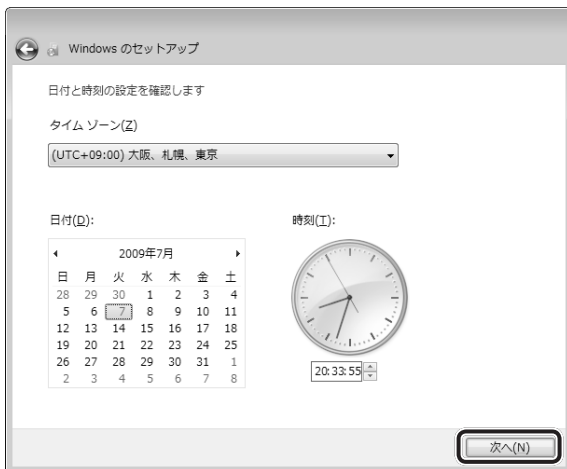 Windows のセットアップ
日付と時刻の設定を確認します
タイム ゾーン(Z)
(UTC+09:00) 大阪、札幌、東京
日付(D):
時刻(T):
2009年7月
日 月 火 水 木 金 土
28 29 30 1 2 3 4
5 6 7 8 9 10 11
12 13 14 15 16 17 18
19 20 21 22 23 24 25
26 27 28 29 30 31 1
2 3 4 5 6 7 8
20:33:55
次へ(N)